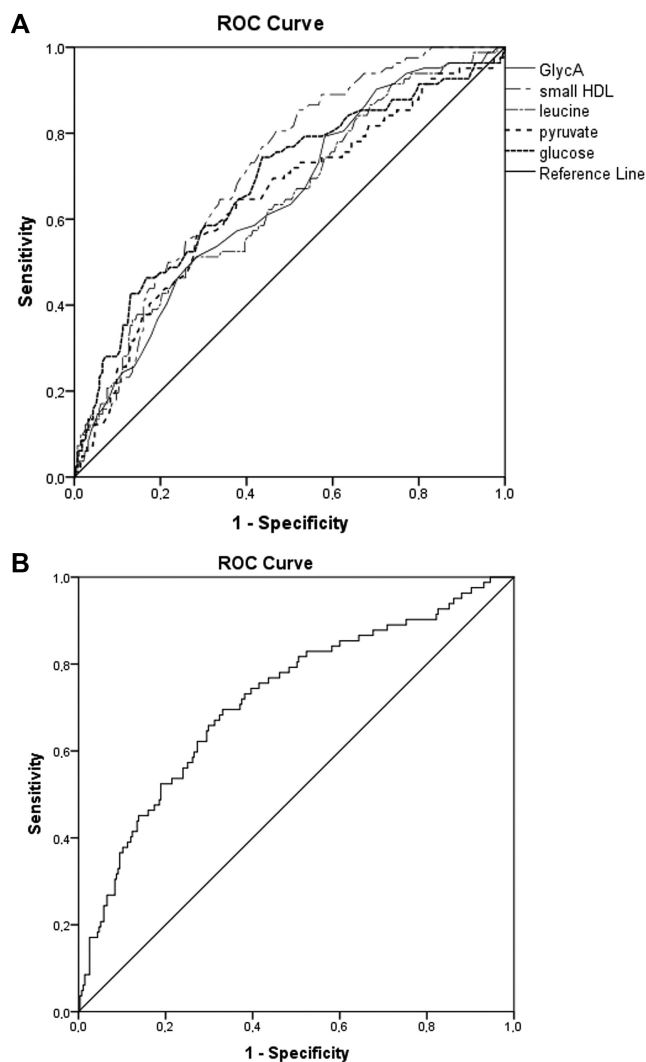 A
ROC Curve
1,0
0,8
0,6
0,4
0,2
0,0
Sensitivity
0,0 0,2 0,4 0,6 0,8 1,0
1 - Specificity
GlycA
small HDL
leucine
pyruvate
glucose
Reference Line
B
ROC Curve
1,0
0,8
0,6
0,4
0,2
0,0
Sensitivity
0,0 0,2 0,4 0,6 0,8 1,0
1 - Specificity